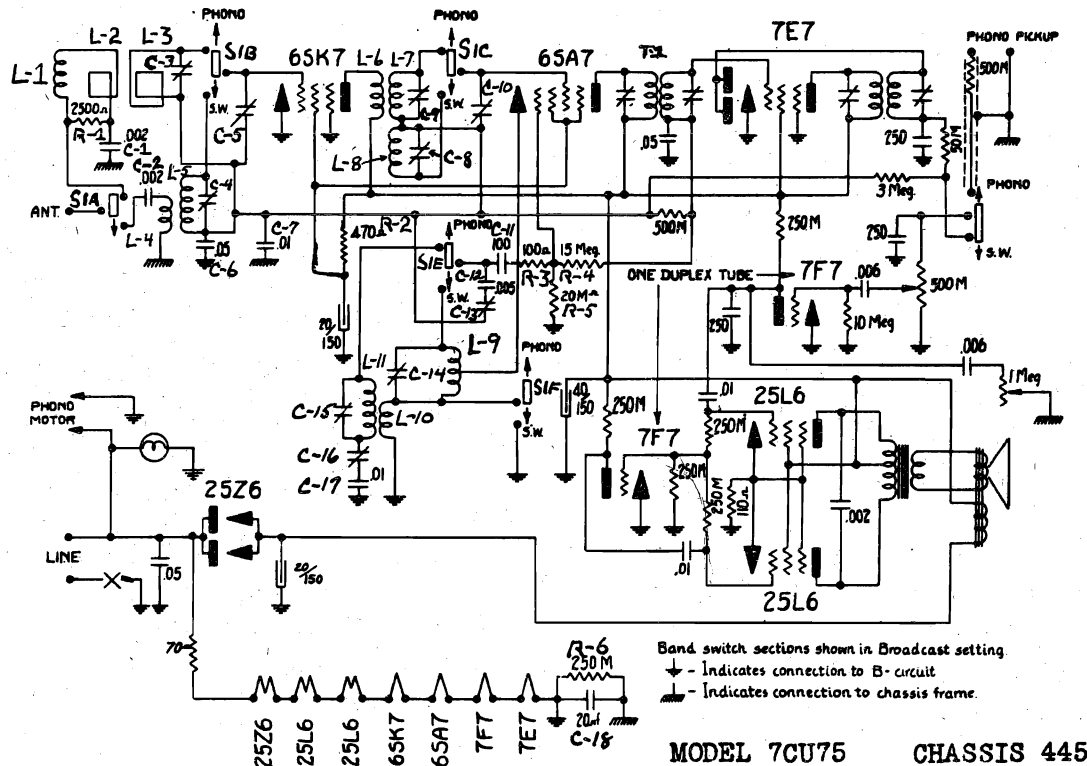 PHONO
PHONO
L-2
L-3
S1B
L-6
L-7
S1C
7E7
C-3
6SK7
6SA7
T-1
PHONO PICKUP
L-1
S.W.
S.W.
C-10
500M
2500Ω
R-1
C-5
C-9
.002
C-1
.05
250
50M
C-2
.002
L-5
L-8
C-8
S1A
C-4
3 Meg.
PHONO
ANT.
L-4
C-7
.01
R-2
470Ω
PHONO
C-11
100
500M
250M
250
.05
C-6
S1E
100Ω
R-3
15 Meg.
R-4
S.W.
C-12
.005
ONE DUPLEX TUBE
7F7
.006
500M
S.W.
C-13
20MΩ
R-5
20/150
250
10 Meg
L-9
L-11
C-14
PHONO
.006
1 Meg
S1F
40/150
.01
25L6
PHONO
MOTOR
C-15
L-10
S.W.
250M
7F7
250M
C-16
250M
250M
110Ω
C-17
.01
.002
25Z6
LINE
.05
20/150
.01
25L6
70
R-6
250M
Band switch sections shown in Broadcast setting.
- Indicates connection to B- circuit
- Indicates connection to chassis frame.
20µf
C-18
25Z6
25L6
25L6
6SK7
6SA7
7F7
7E7
MODEL 7CU75 CHASSIS 445